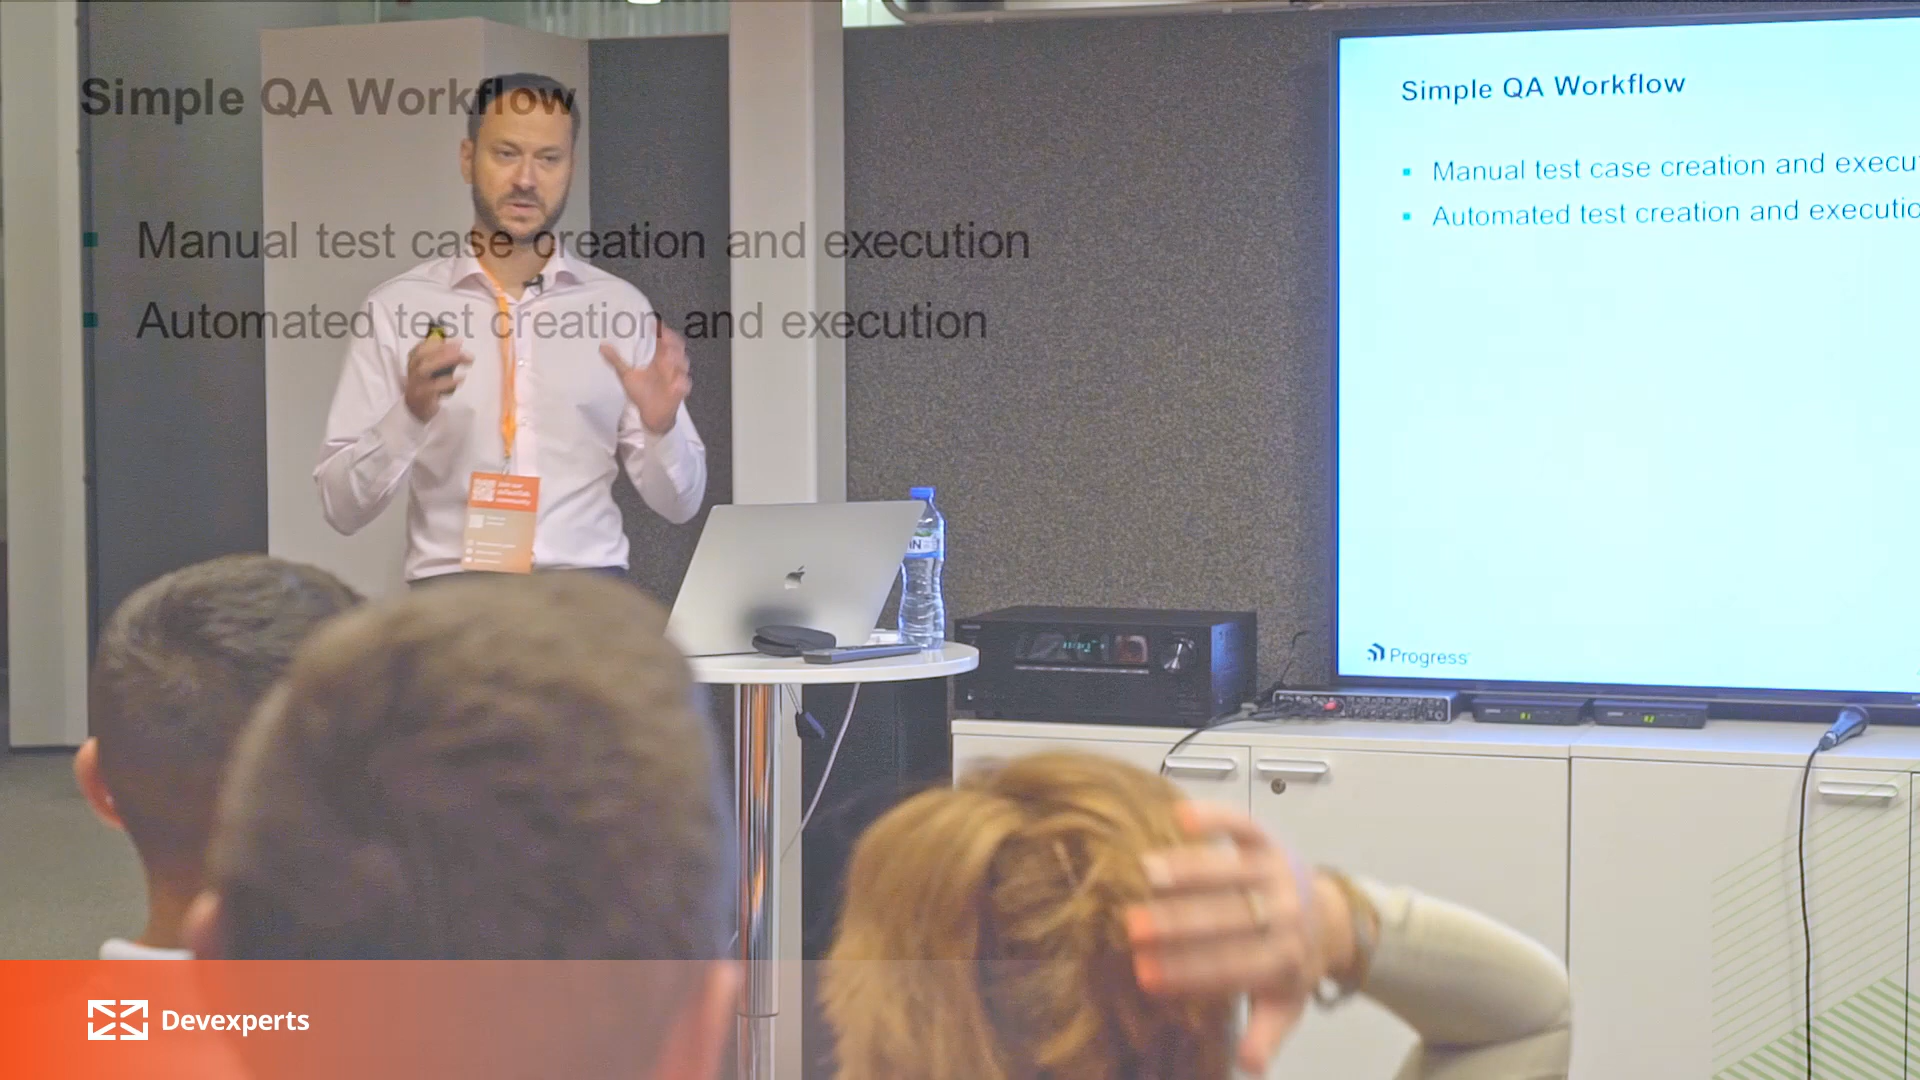 Simple QA Workflow
Manual test case creation and execution
Automated test creation and execution
Simple QA Workflow
Manual test case creation and execu
Automated test creation and executio
Progress
Devexperts